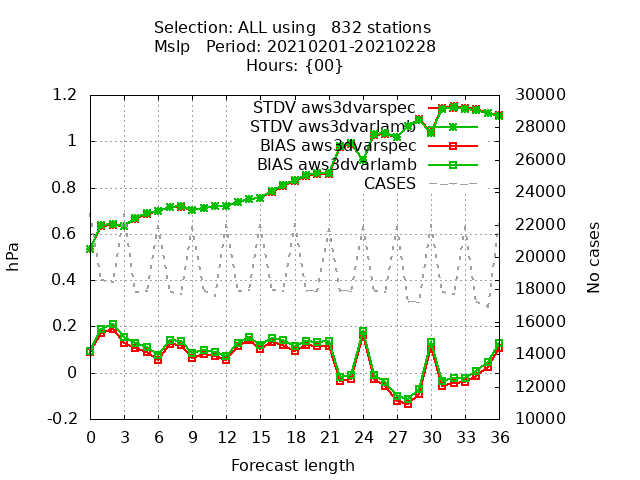 Selection: ALL using   832 stations
Mslp   Period: 20210201-20210228
Hours: {00}
1.2
1
0.8
0.6
0.4
0.2
0
-0.2
hPa
STDV aws3dvarspec
STDV aws3dvarlamb
BIAS aws3dvarspec
BIAS aws3dvarlamb
CASES
30000
28000
26000
24000
22000
20000
18000
16000
14000
12000
10000
No cases
0 3 6 9 12 15 18 21 24 27 30 33 36
Forecast length